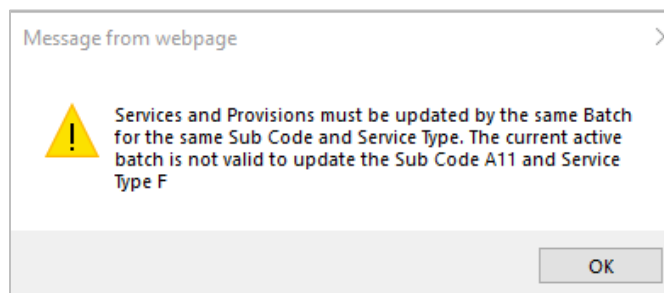 Message from webpage
Services and Provisions must be updated by the same Batch
for the same Sub Code and Service Type. The current active
batch is not valid to update the Sub Code A11 and Service
Type F
OK